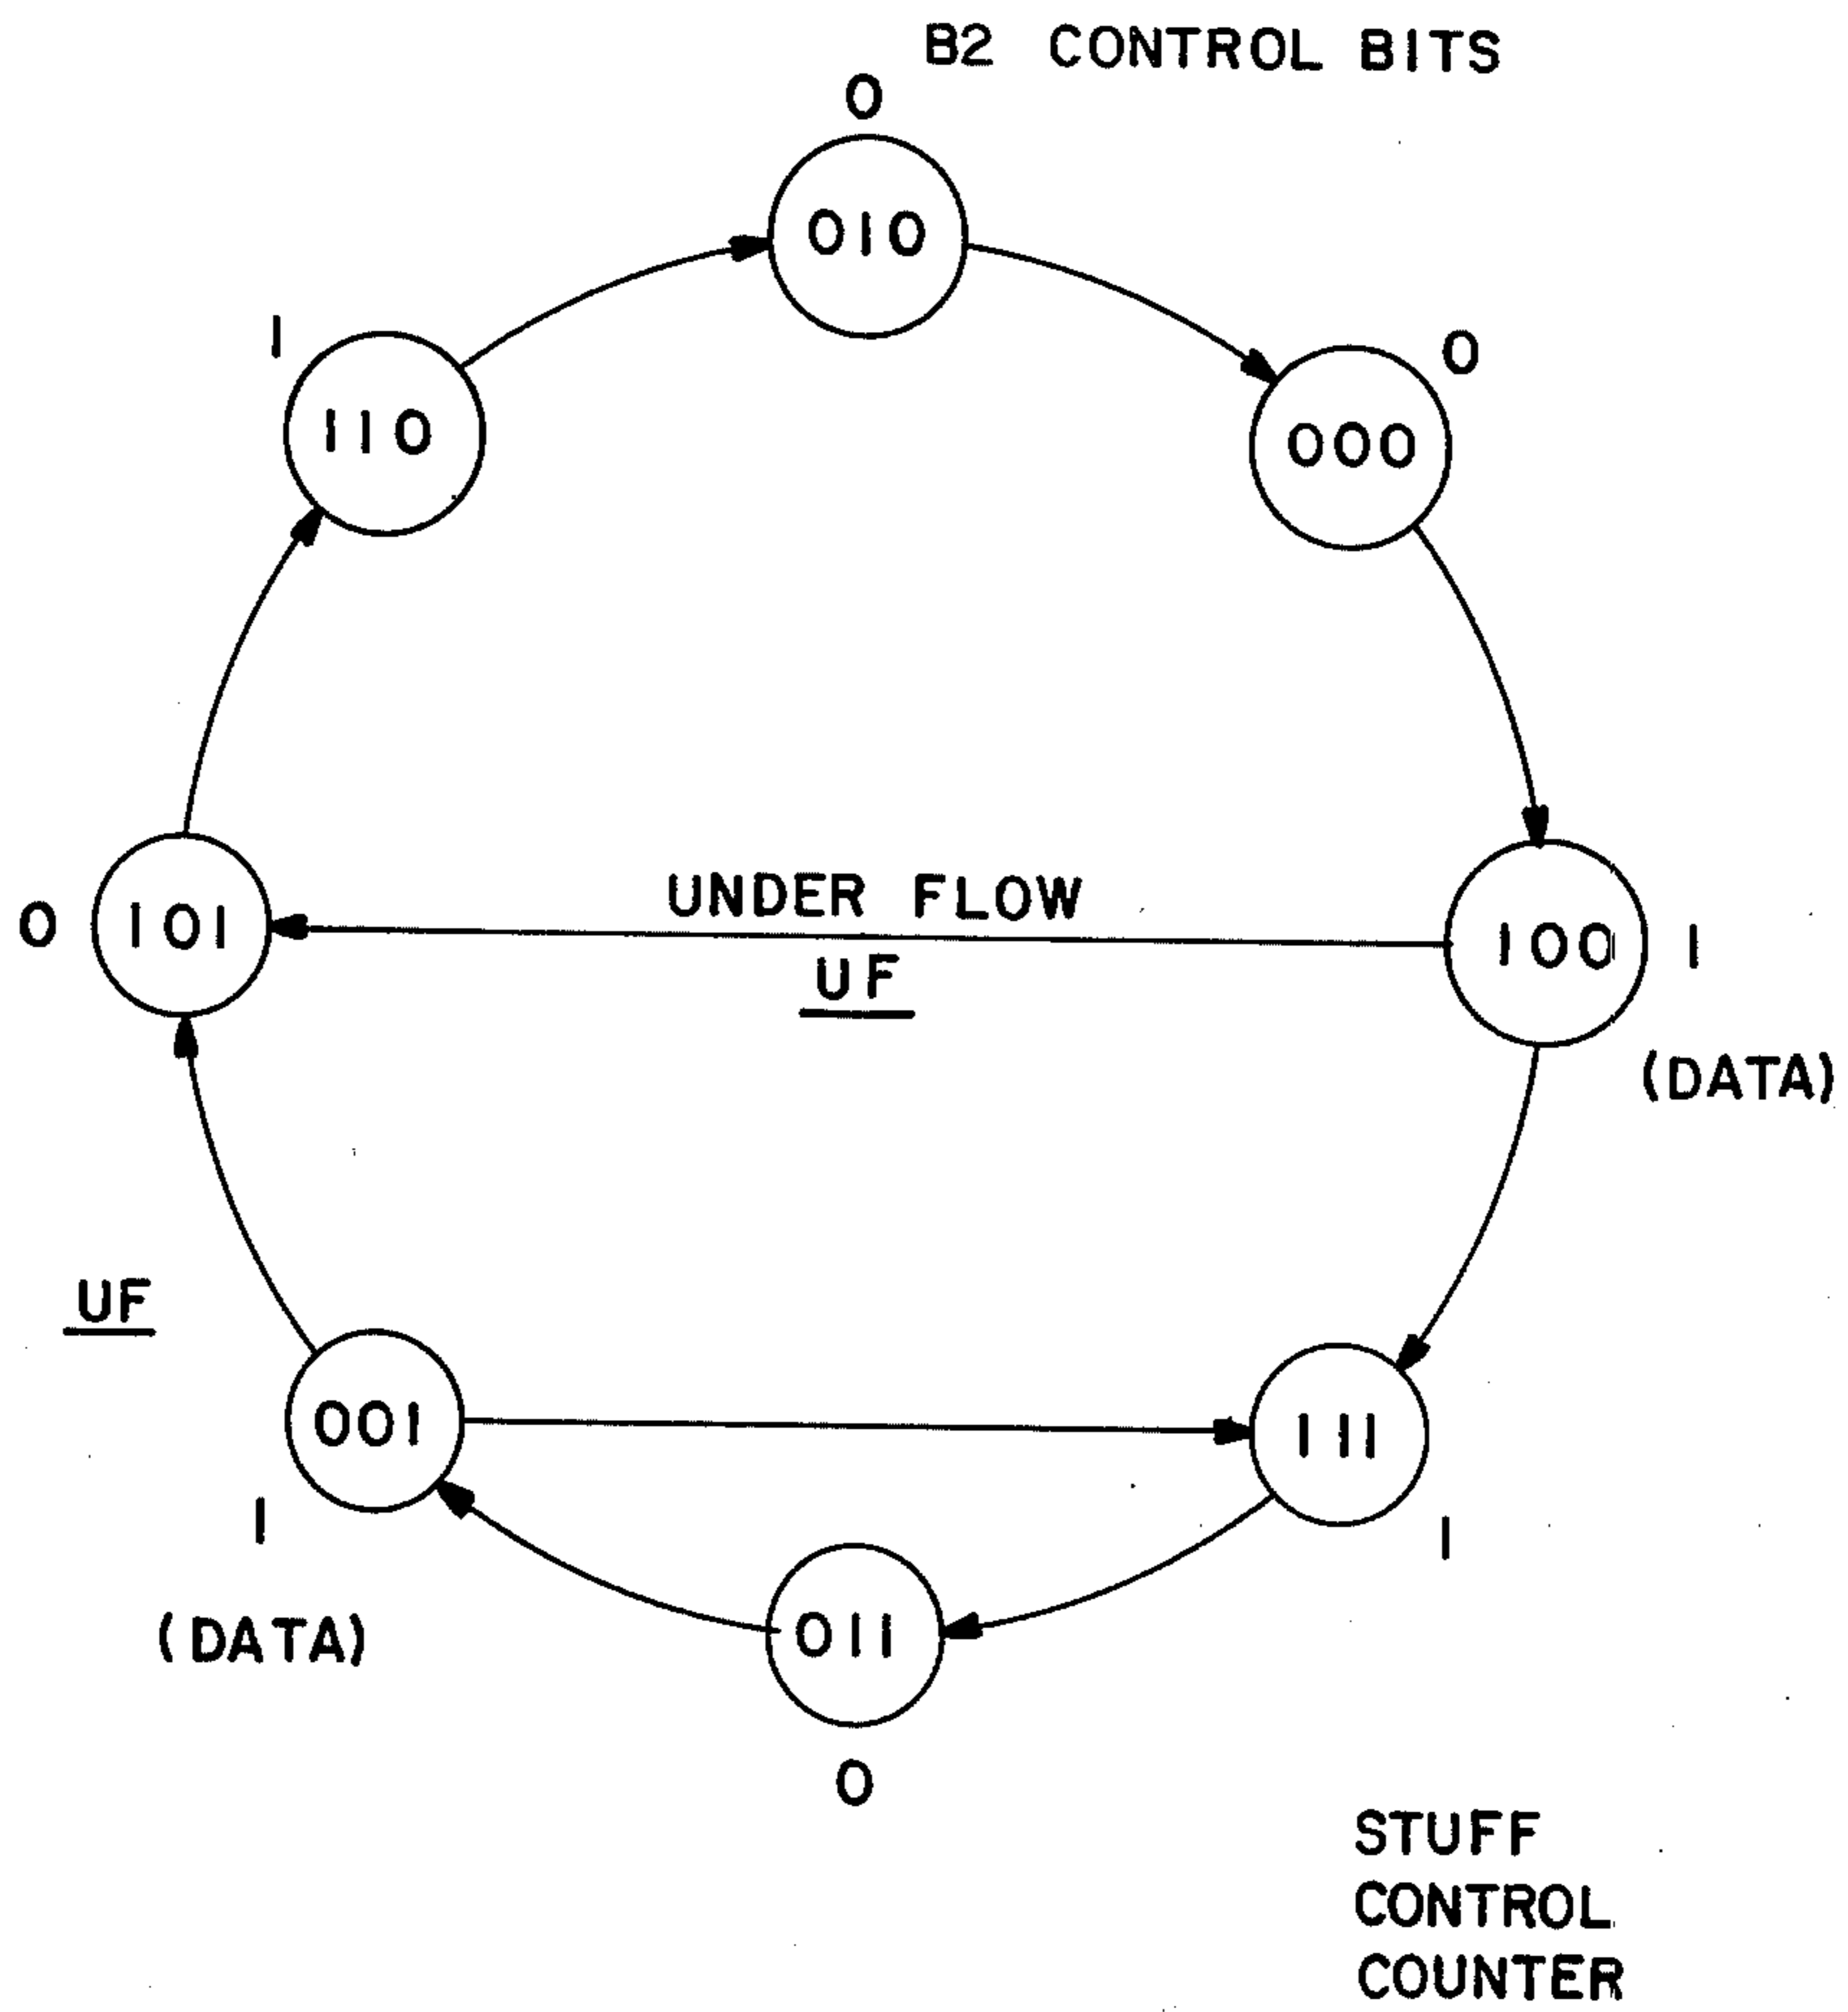 B2 CONTROL BITS
0
010
1
110
0
000
UNDER FLOW
UF
0
101
100
1
(DATA)
UF
001
1
(DATA)
111
1
011
0
STUFF
CONTROL
COUNTER